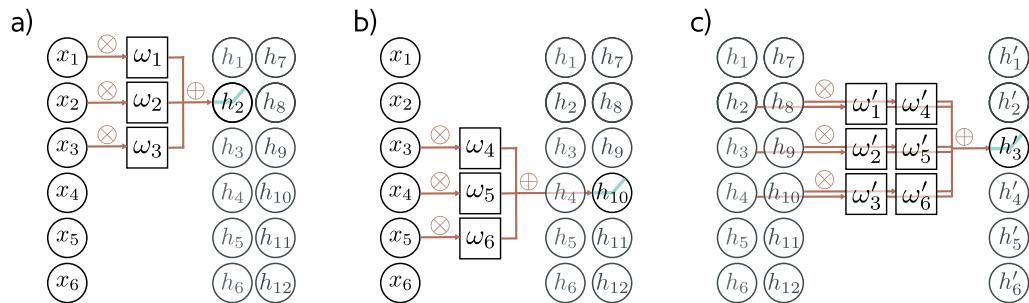 a)
x₁ ⊗ ω₁ h₁ h₇
x₂ ⊗ ω₂ ⊕ h₂ h₈
x₃ ⊗ ω₃ h₃ h₉
x₄ h₄ h₁₀
x₅ h₅ h₁₁
x₆ h₆ h₁₂
b)
x₁ h₁ h₇
x₂ h₂ h₈
x₃ ⊗ ω₄ h₃ h₉
x₄ ⊗ ω₅ ⊕ h₄ h₁₀
x₅ ⊗ ω₆ h₅ h₁₁
x₆ h₆ h₁₂
c)
h₁ h₇ h′₁
h₂ h₈ ⊗ ω′₁ ω′₄ h′₂
h₃ h₉ ⊗ ω′₂ ω′₅ ⊕ h′₃
h₄ h₁₀ ⊗ ω′₃ ω′₆ h′₄
h₅ h₁₁ h′₅
h₆ h₁₂ h′₆